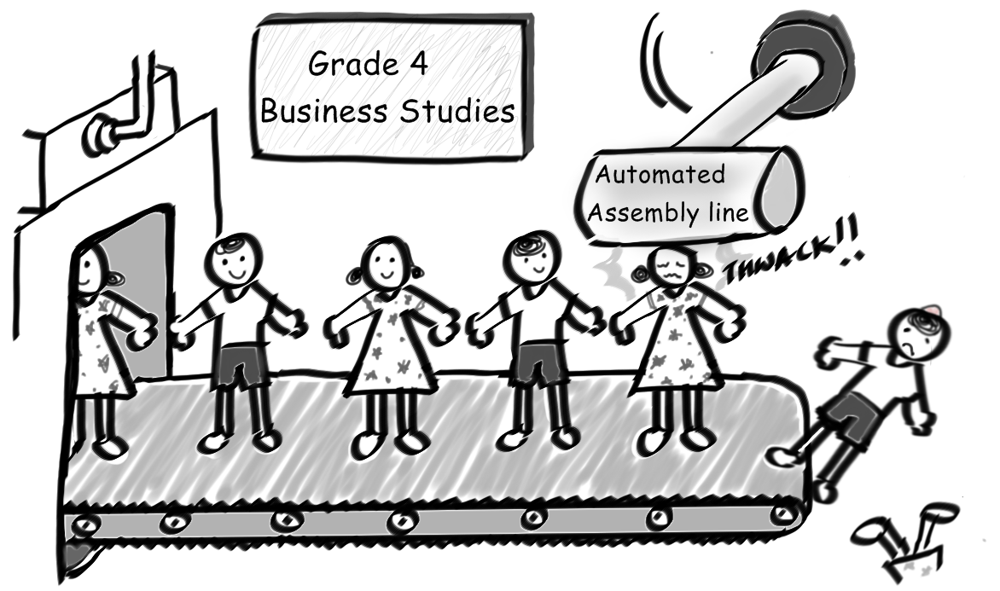 Grade 4
Business Studies
Automated
Assembly line
THWACK!!